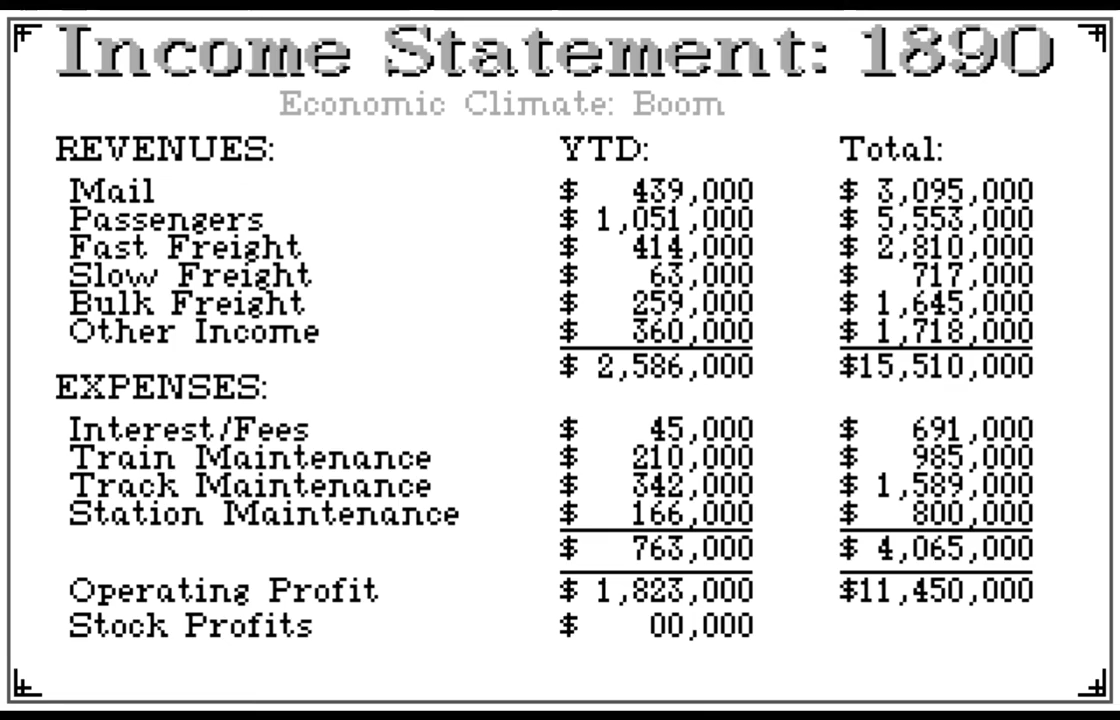 Income Statement: 1890
Economic Climate: Boom
REVENUES: YTD: Total:
Mail $ 439,000 $ 3,095,000
Passengers $ 1,051,000 $ 5,553,000
Fast Freight $ 414,000 $ 2,810,000
Slow Freight $ 63,000 $ 717,000
Bulk Freight $ 259,000 $ 1,645,000
Other Income $ 360,000 $ 1,718,000
$ 2,586,000 $15,510,000
EXPENSES:
Interest/Fees $ 45,000 $ 691,000
Train Maintenance $ 210,000 $ 985,000
Track Maintenance $ 342,000 $ 1,589,000
Station Maintenance $ 166,000 $ 800,000
$ 763,000 $ 4,065,000
Operating Profit $ 1,823,000 $11,450,000
Stock Profits $ 00,000